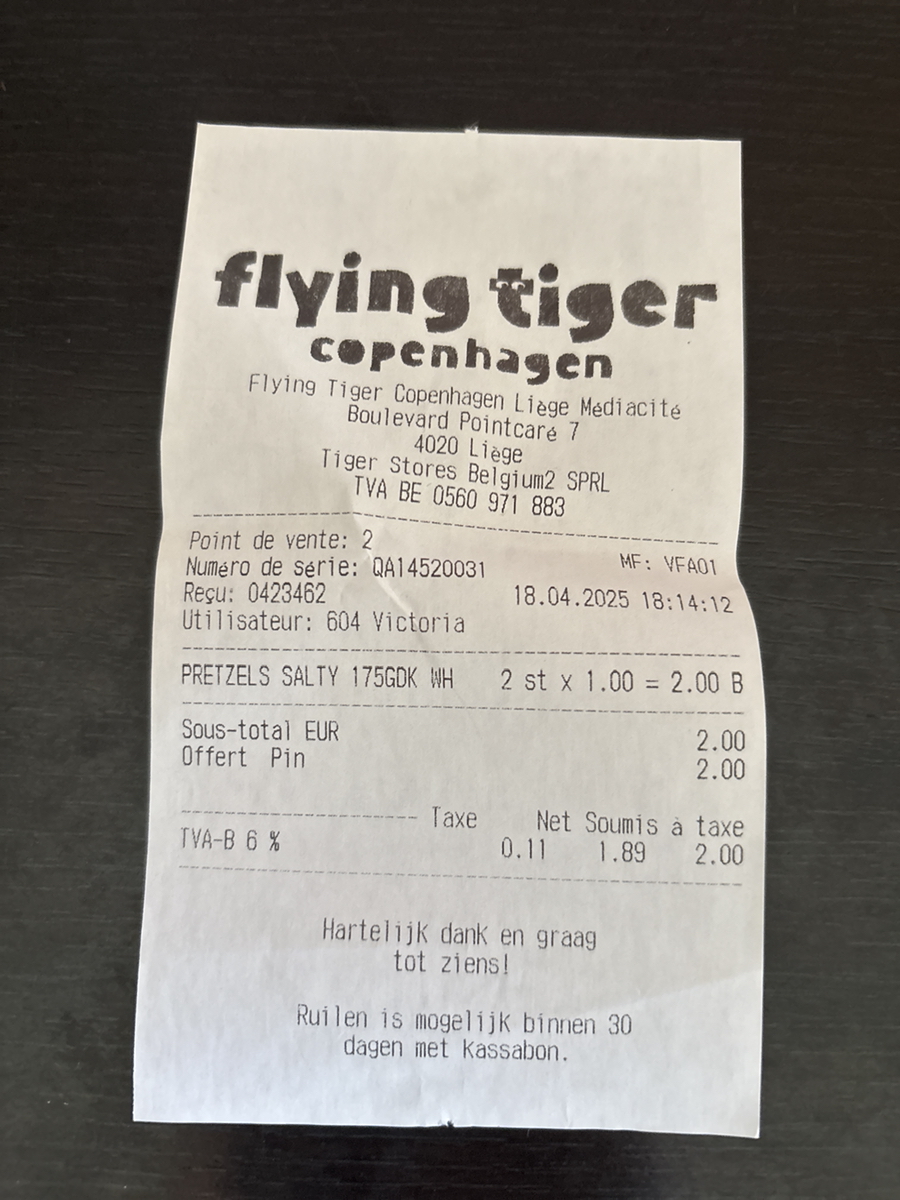 flying tiger
copenhagen
Flying Tiger Copenhagen Liège Médiacité
Boulevard Pointcaré 7
4020 Liège
Tiger Stores Belgium2 SPRL
TVA BE 0560 971 883
Point de vente: 2 MF: VFA01
Numéro de série: QA14520031
Reçu: 0423462 18.04.2025 18:14:12
Utilisateur: 604 Victoria
PRETZELS SALTY 175GDK WH 2 st x 1.00 = 2.00 B
Sous-total EUR 2.00
Offert Pin 2.00
Taxe Net Soumis à taxe
TVA-B 6 % 0.11 1.89 2.00
Hartelijk dank en graag
tot ziens!
Ruilen is mogelijk binnen 30
dagen met kassabon.